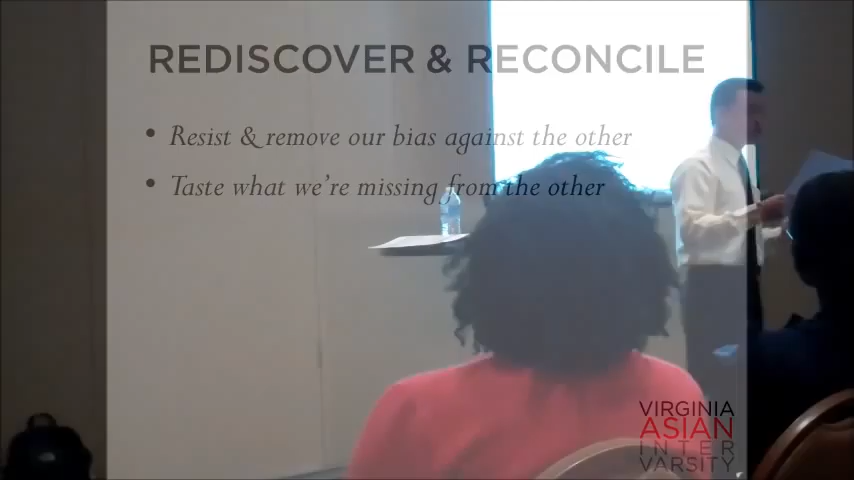 REDISCOVER & RECONCILE
• Resist & remove our bias against the other
• Taste what we're missing from the other
VIRGINIA
ASIAN
INTER
VARSITY